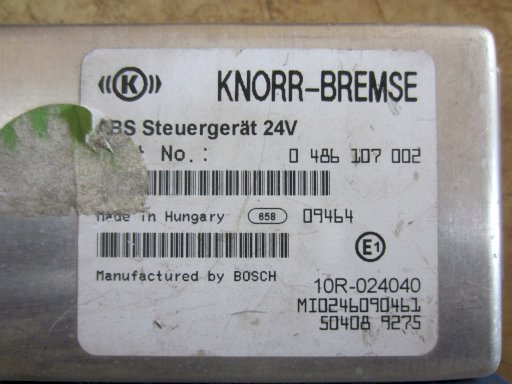 K KNORR-BREMSE
ABS Steuergerät 24V
No.: 0 486 107 002
Made in Hungary 658 09464
E1
Manufactured by BOSCH
10R-024040
MI0246090461
50408 9275